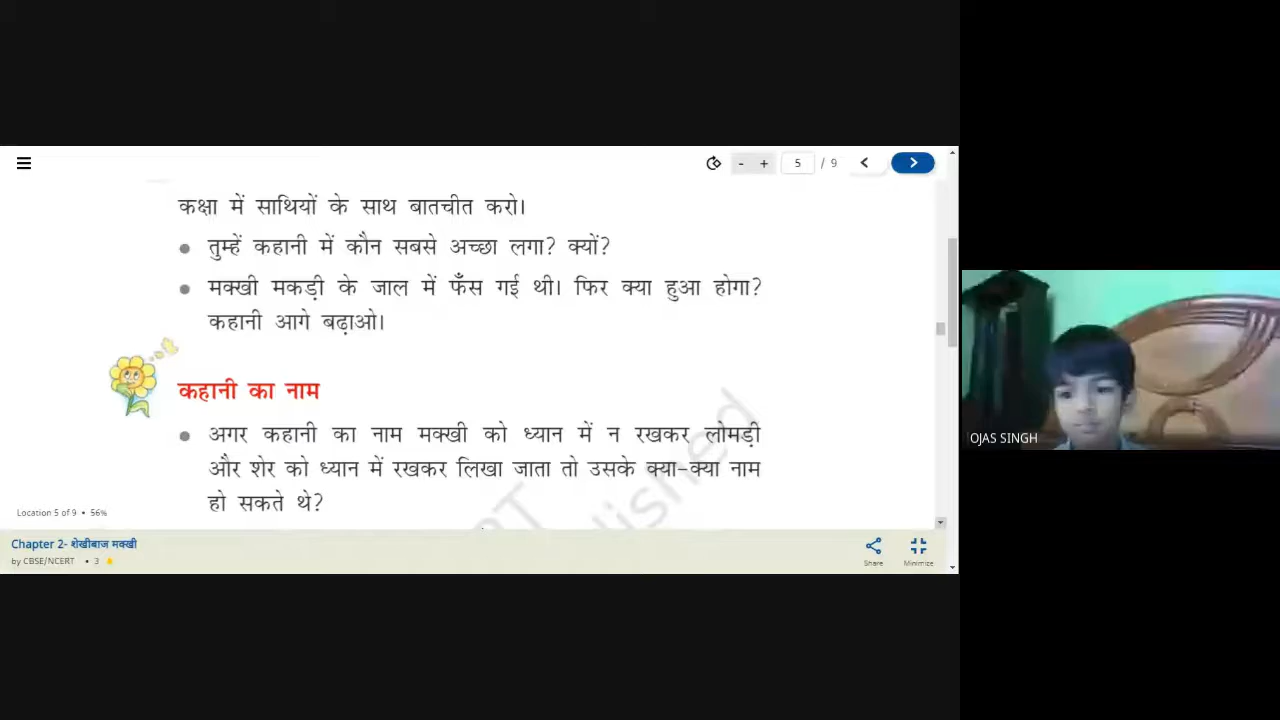 5 / 9
कक्षा में साथियों के साथ बातचीत करो।
तुम्हें कहानी में कौन सबसे अच्छा लगा? क्यों?
मक्खी मकड़ी के जाल में फँस गई थी। फिर क्या हुआ होगा?
कहानी आगे बढ़ाओ।
कहानी का नाम
अगर कहानी का नाम मक्खी को ध्यान में न रखकर लोमड़ी
और शेर को ध्यान में रखकर लिखा जाता तो उसके क्या-क्या नाम
हो सकते थे?
Location 5 of 9 • 56%
Chapter 2- शेखीबाज मक्खी
by CBSE/NCERT • 3
Share
Minimize
OJAS SINGH